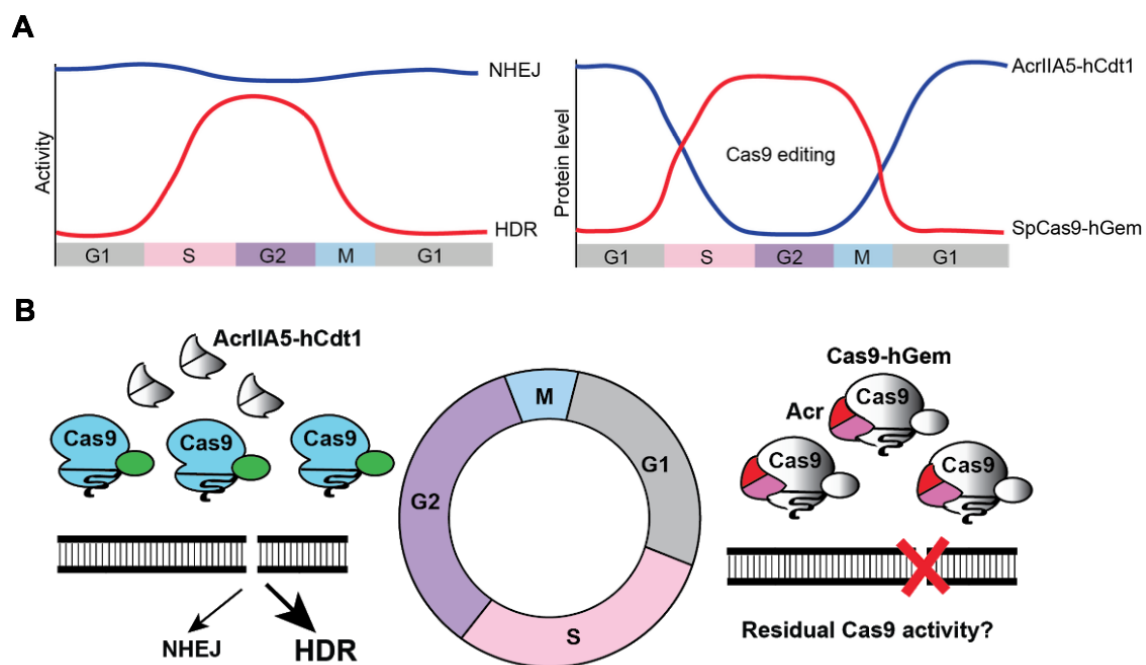 A
Activity
NHEJ
HDR
G1 S G2 M G1
Protein level
AcrIIA5-hCdt1
Cas9 editing
SpCas9-hGem
G1 S G2 M G1
B
AcrIIA5-hCdt1
Cas9
Cas9
Cas9
NHEJ
HDR
M
G1
G2
S
Cas9-hGem
Cas9
Acr
Cas9
Cas9
Residual Cas9 activity?